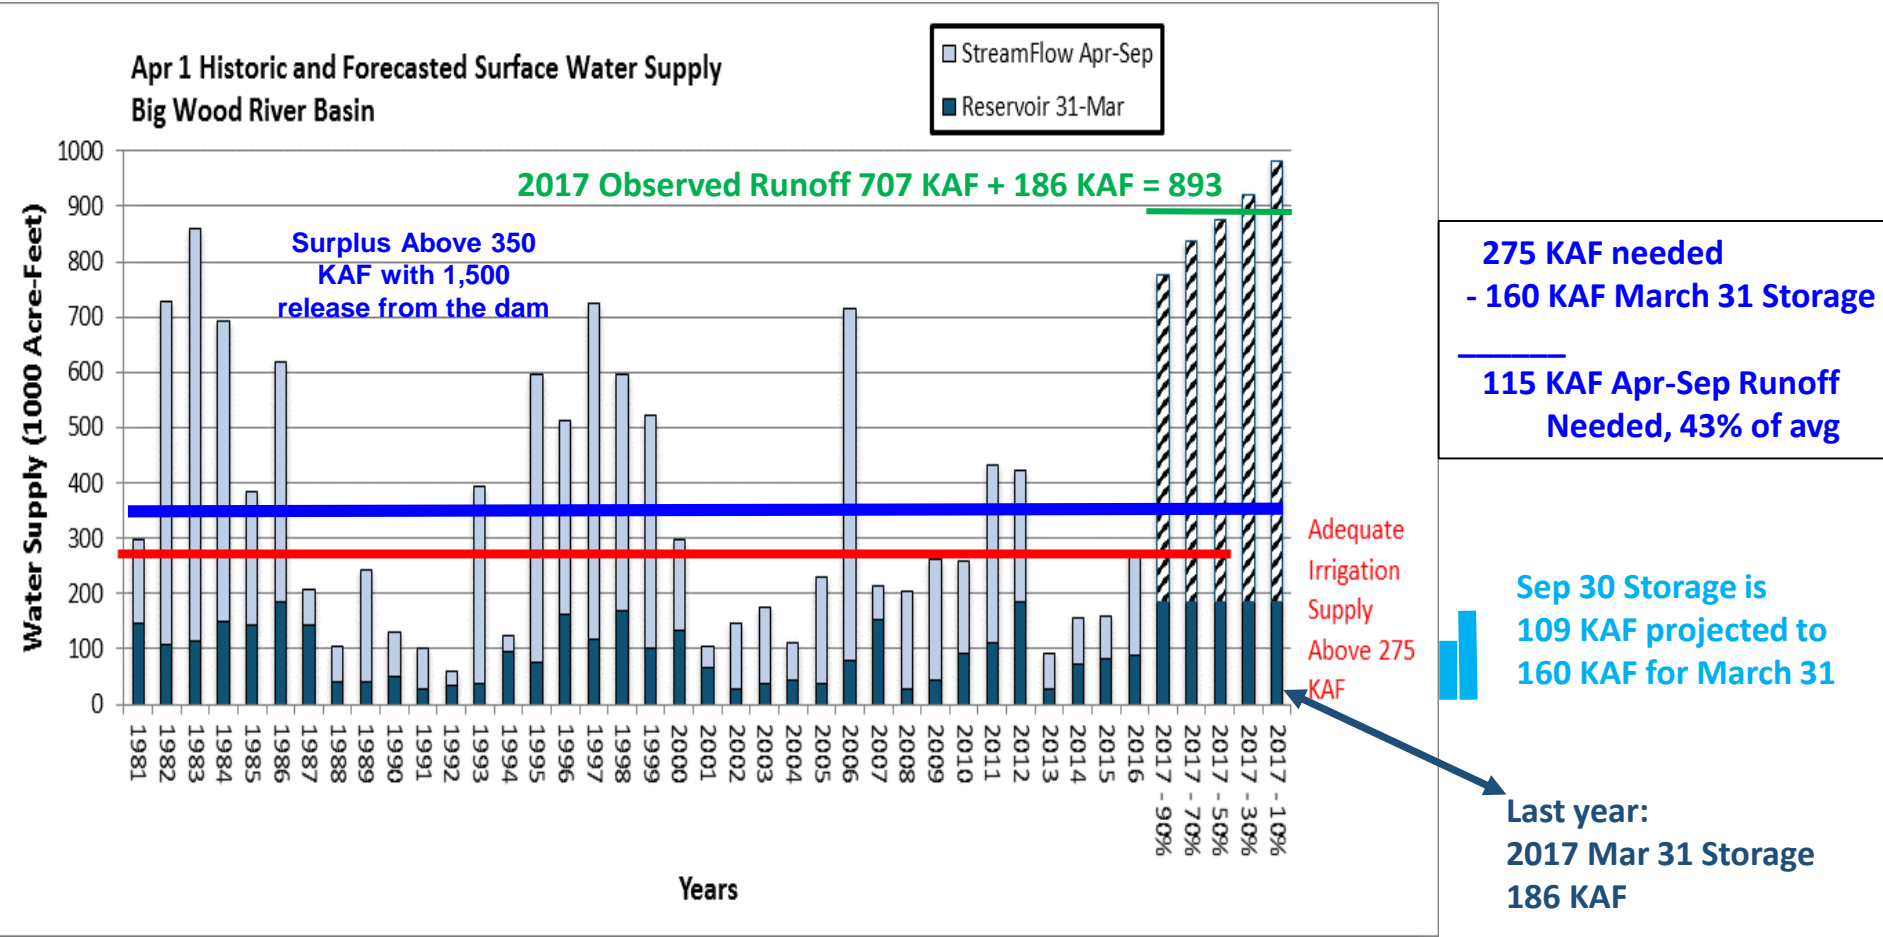 Apr 1 Historic and Forecasted Surface Water Supply
Big Wood River Basin
StreamFlow Apr-Sep
Reservoir 31-Mar
2017 Observed Runoff 707 KAF + 186 KAF = 893
Surplus Above 350
KAF with 1,500
release from the dam
Water Supply (1000 Acre-Feet)
1000
900
800
700
600
500
400
300
200
100
0
1981
1982
1983
1984
1985
1986
1987
1988
1989
1990
1991
1992
1993
1994
1995
1996
1997
1998
1999
2000
2001
2002
2003
2004
2005
2006
2007
2008
2009
2010
2011
2012
2013
2014
2015
2016
2017 - 90%
2017 - 70%
2017 - 50%
2017 - 30%
2017 - 10%
Years
Adequate
Irrigation
Supply
Above 275
KAF
275 KAF needed
- 160 KAF March 31 Storage
______
115 KAF Apr-Sep Runoff
Needed, 43% of avg
Sep 30 Storage is
109 KAF projected to
160 KAF for March 31
Last year:
2017 Mar 31 Storage
186 KAF